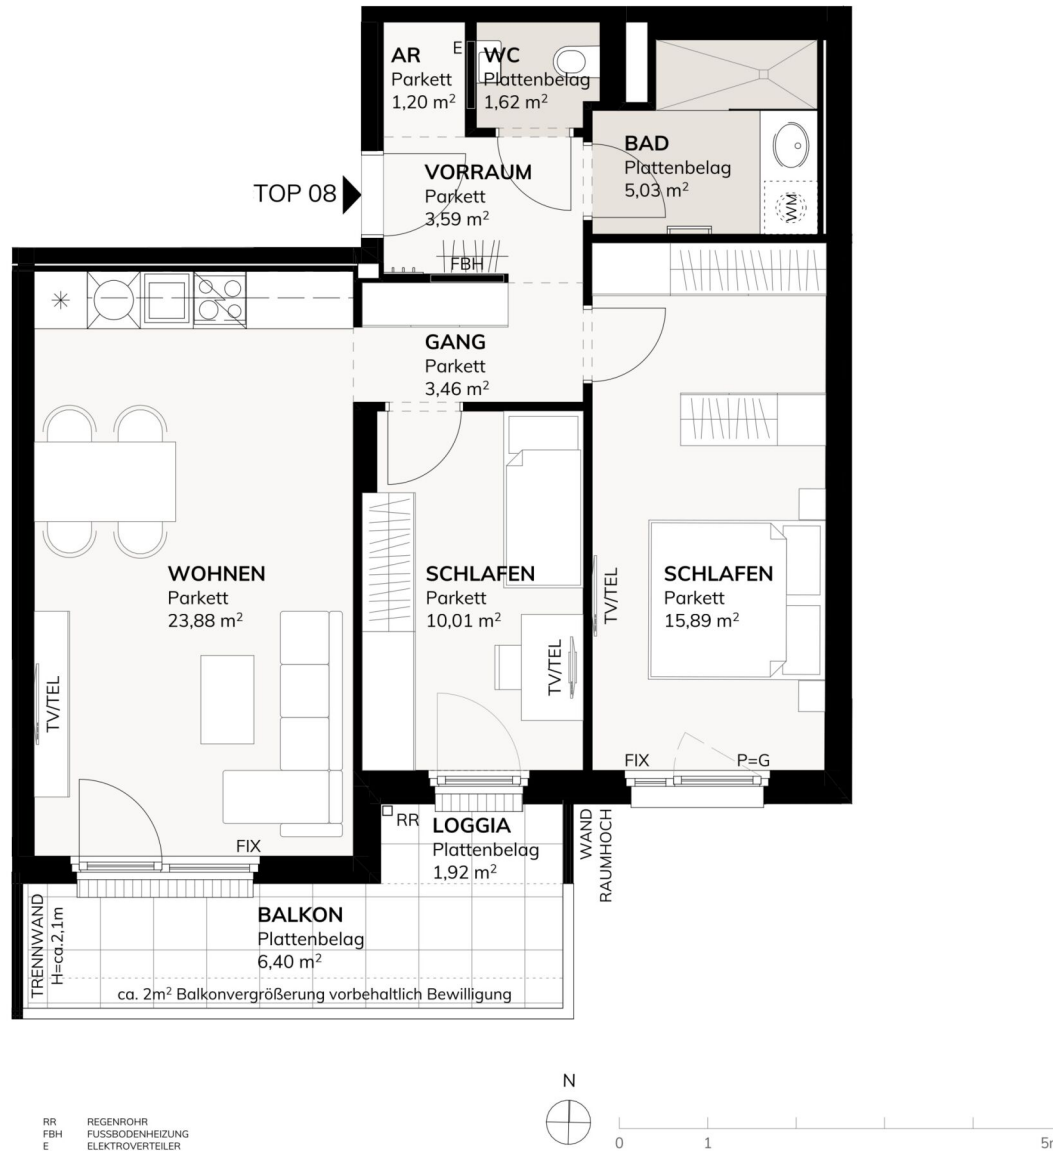 AR
Parkett
1,20 m²
E
WC
Plattenbelag
1,62 m²
BAD
Plattenbelag
5,03 m²
WM
TOP 08
VORRAUM
Parkett
3,59 m²
FBH
GANG
Parkett
3,46 m²
WOHNEN
Parkett
23,88 m²
SCHLAFEN
Parkett
10,01 m²
SCHLAFEN
Parkett
15,89 m²
TV/TEL
TV/TEL
TV/TEL
FIX
P=G
FIX
RR
LOGGIA
Plattenbelag
1,92 m²
WAND
RAUMHOCH
TRENNWAND
H=ca.2,1m
BALKON
Plattenbelag
6,40 m²
ca. 2m² Balkonvergrößerung vorbehaltlich Bewilligung
N
RR REGENROHR
FBH FUSSBODENHEIZUNG
E ELEKTROVERTEILER
0 1 5